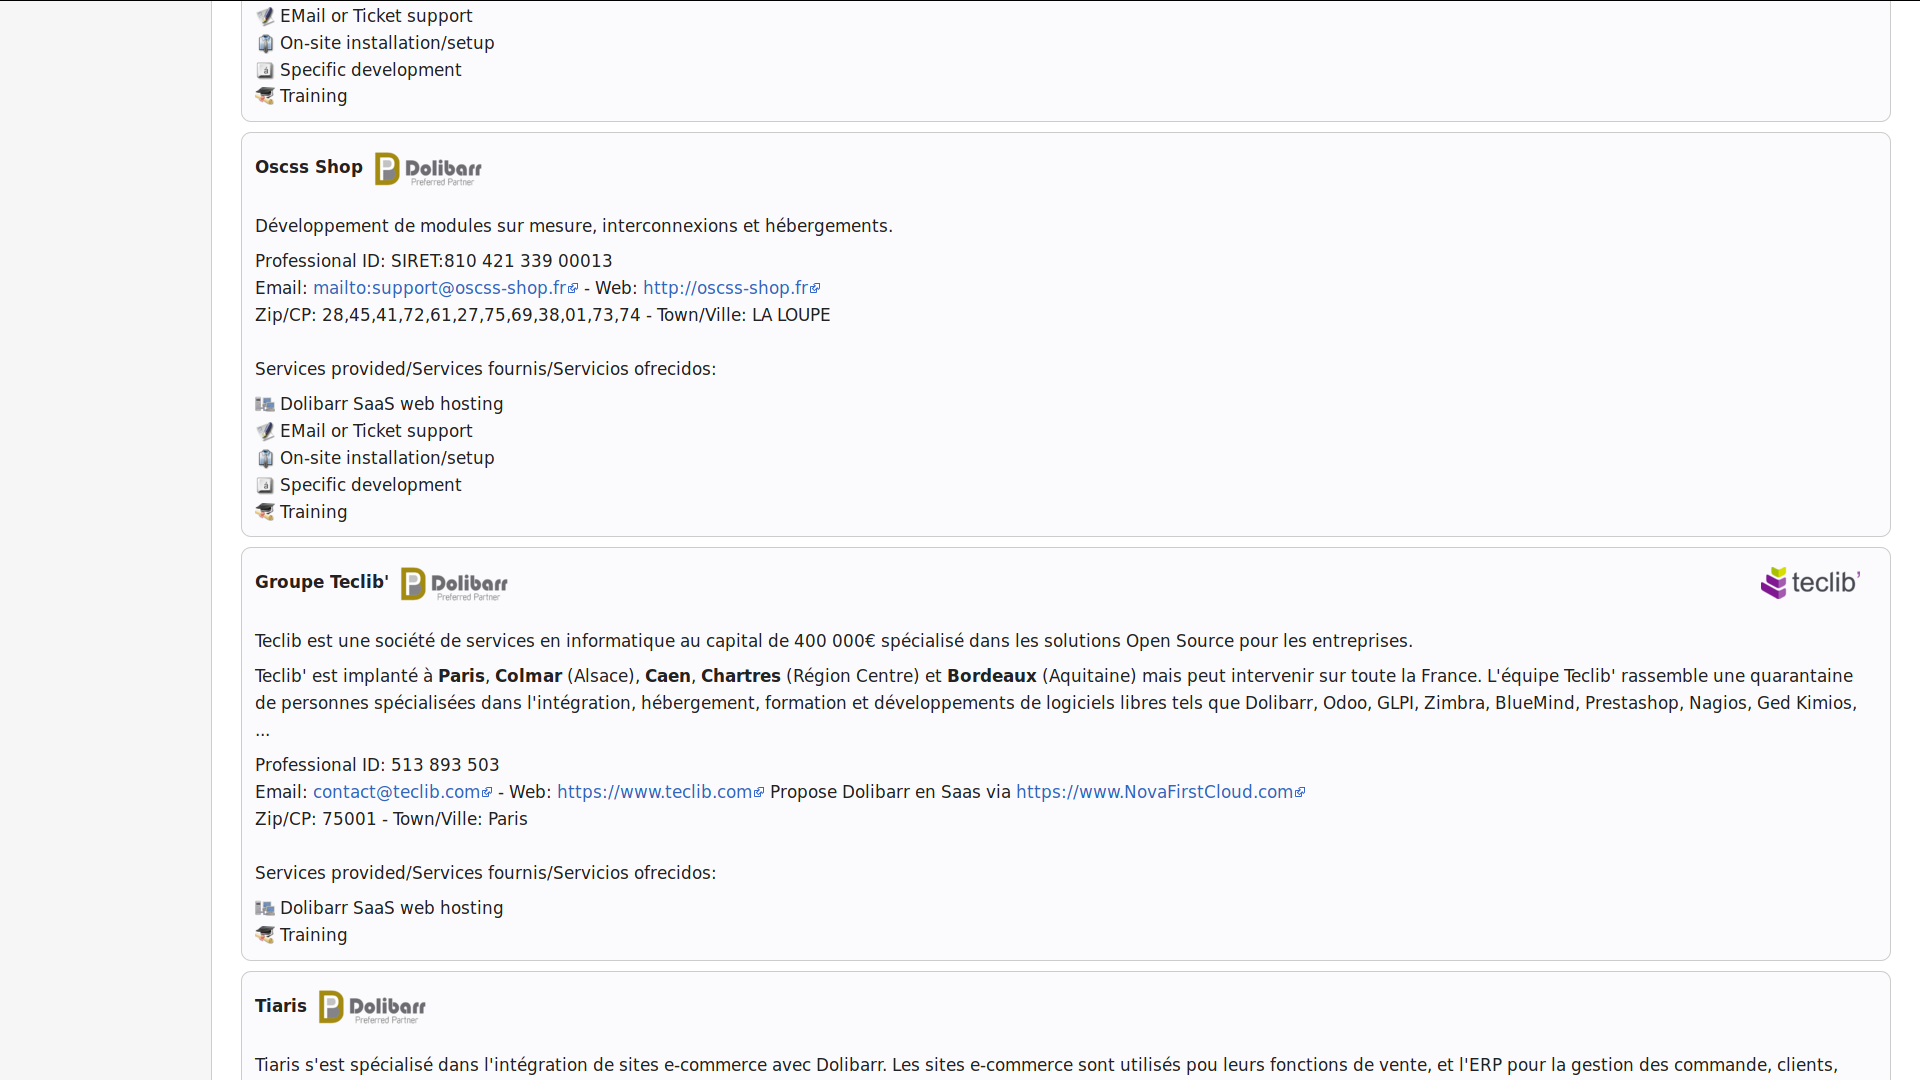 EMail or Ticket support
On-site installation/setup
Specific development
Training
Oscss Shop Dolibarr Preferred Partner
Développement de modules sur mesure, interconnexions et hébergements.
Professional ID: SIRET:810 421 339 00013
Email: mailto:support@oscss-shop.fr - Web: http://oscss-shop.fr
Zip/CP: 28,45,41,72,61,27,75,69,38,01,73,74 - Town/Ville: LA LOUPE
Services provided/Services fournis/Servicios ofrecidos:
Dolibarr SaaS web hosting
EMail or Ticket support
On-site installation/setup
Specific development
Training
Groupe Teclib' Dolibarr Preferred Partner teclib'
Teclib est une société de services en informatique au capital de 400 000€ spécialisé dans les solutions Open Source pour les entreprises.
Teclib' est implanté à Paris, Colmar (Alsace), Caen, Chartres (Région Centre) et Bordeaux (Aquitaine) mais peut intervenir sur toute la France. L'équipe Teclib' rassemble une quarantaine
de personnes spécialisées dans l'intégration, hébergement, formation et développements de logiciels libres tels que Dolibarr, Odoo, GLPI, Zimbra, BlueMind, Prestashop, Nagios, Ged Kimios,
...
Professional ID: 513 893 503
Email: contact@teclib.com - Web: https://www.teclib.com Propose Dolibarr en Saas via https://www.NovaFirstCloud.com
Zip/CP: 75001 - Town/Ville: Paris
Services provided/Services fournis/Servicios ofrecidos:
Dolibarr SaaS web hosting
Training
Tiaris Dolibarr Preferred Partner
Tiaris s'est spécialisé dans l'intégration de sites e-commerce avec Dolibarr. Les sites e-commerce sont utilisés pou leurs fonctions de vente, et l'ERP pour la gestion des commande, clients,